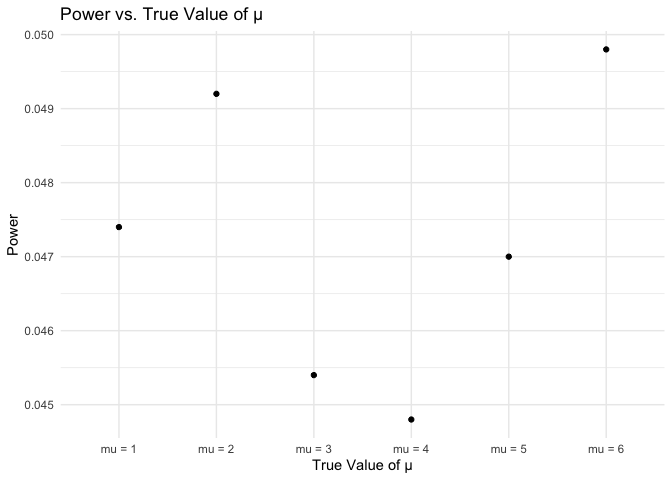 Power vs. True Value of μ
0.050
0.049
0.048
0.047
0.046
0.045
Power
mu = 1 mu = 2 mu = 3 mu = 4 mu = 5 mu = 6
True Value of μ